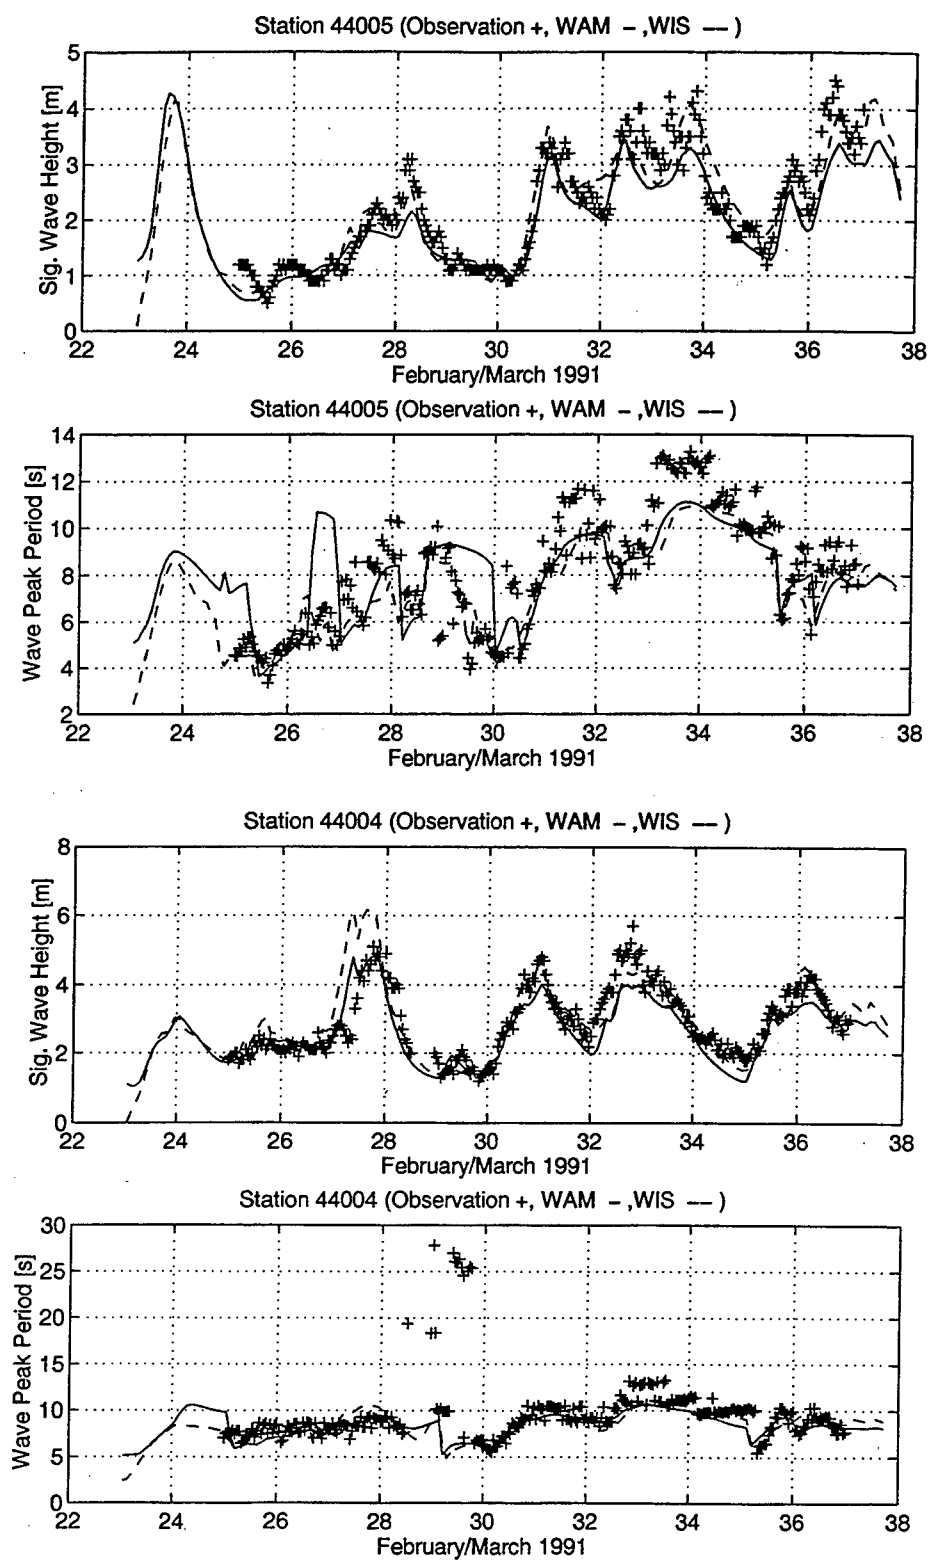 Station 44005 (Observation +, WAM – ,WIS –– )
Sig. Wave Height [m]
5
4
3
2
1
0
22 24 26 28 30 32 34 36 38
February/March 1991
Station 44005 (Observation +, WAM – ,WIS –– )
Wave Peak Period [s]
14
12
10
8
6
4
2
22 24 26 28 30 32 34 36 38
February/March 1991
Station 44004 (Observation +, WAM – ,WIS –– )
Sig. Wave Height [m]
8
6
4
2
0
22 24 26 28 30 32 34 36 38
February/March 1991
Station 44004 (Observation +, WAM – ,WIS –– )
Wave Peak Period [s]
30
25
20
15
10
5
0
22 24 26 28 30 32 34 36 38
February/March 1991